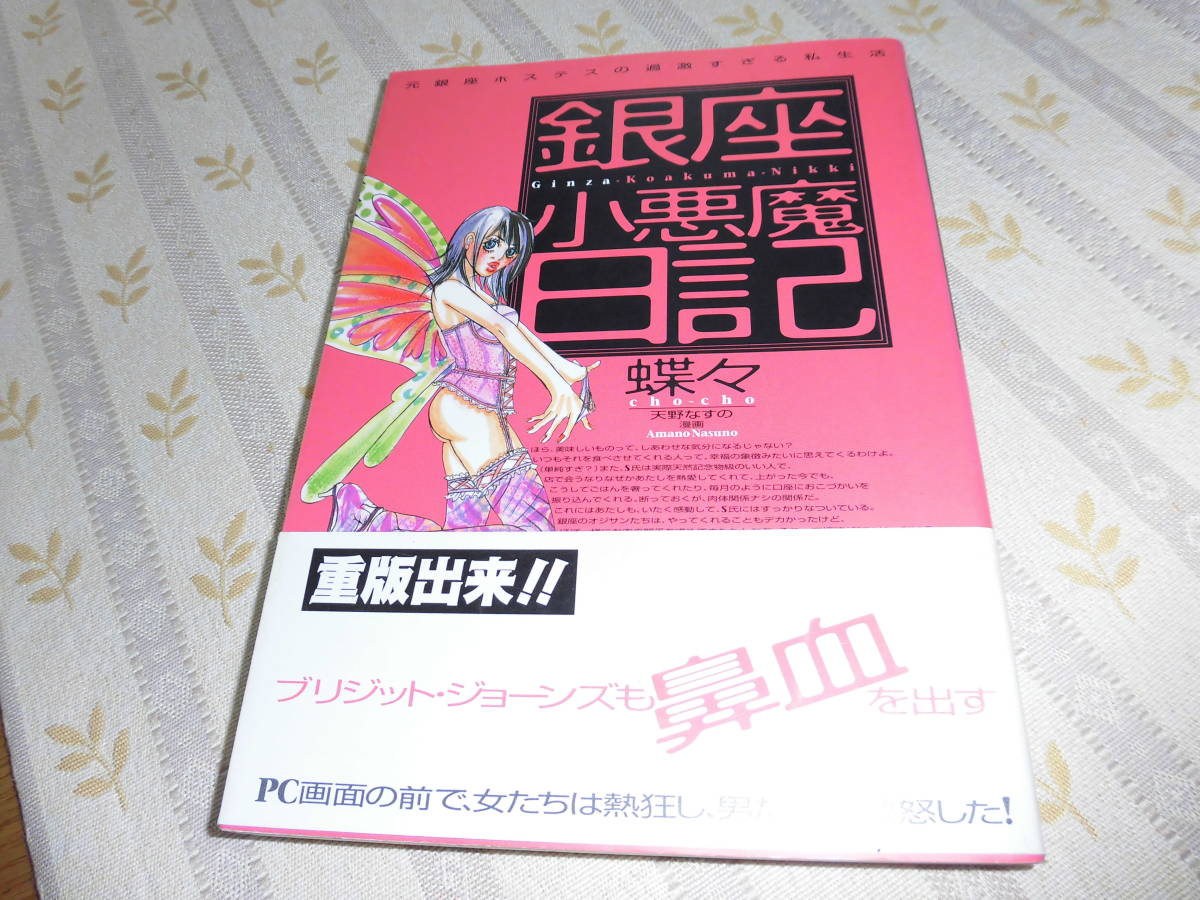 元銀座ホステスの過激すぎる私生活
銀座
Ginza-Koakuma-Nikki
小悪魔
日記
蝶々
cho-cho
天野なすの
漫画
Amano Nasuno
ほら、美味しいものって、しあわせな気分になるじゃない?
いつもそれを食べさせてくれる人って、幸福の象徴みたいに思えてくるわけよ。
(単純すぎ?)また、S氏は実際天然記念物級のいい人で、
店で会うなりなぜかあたしを熱愛してくれて、上がった今でも、
こうしてごはんを奢ってくれたり、毎月のように口座におこづかいを
振り込んでくれる。断っておくが、肉体関係ナシの関係だ。
これにはあたしも、いたく感動して、S氏にはすっかりなついている。
銀座のオジサンたちは、やってくれることもデカかったけど、
重版出来!!
ブリジット・ジョーンズも鼻血を出す
PC画面の前で、女たちは熱狂し、男 怒した!